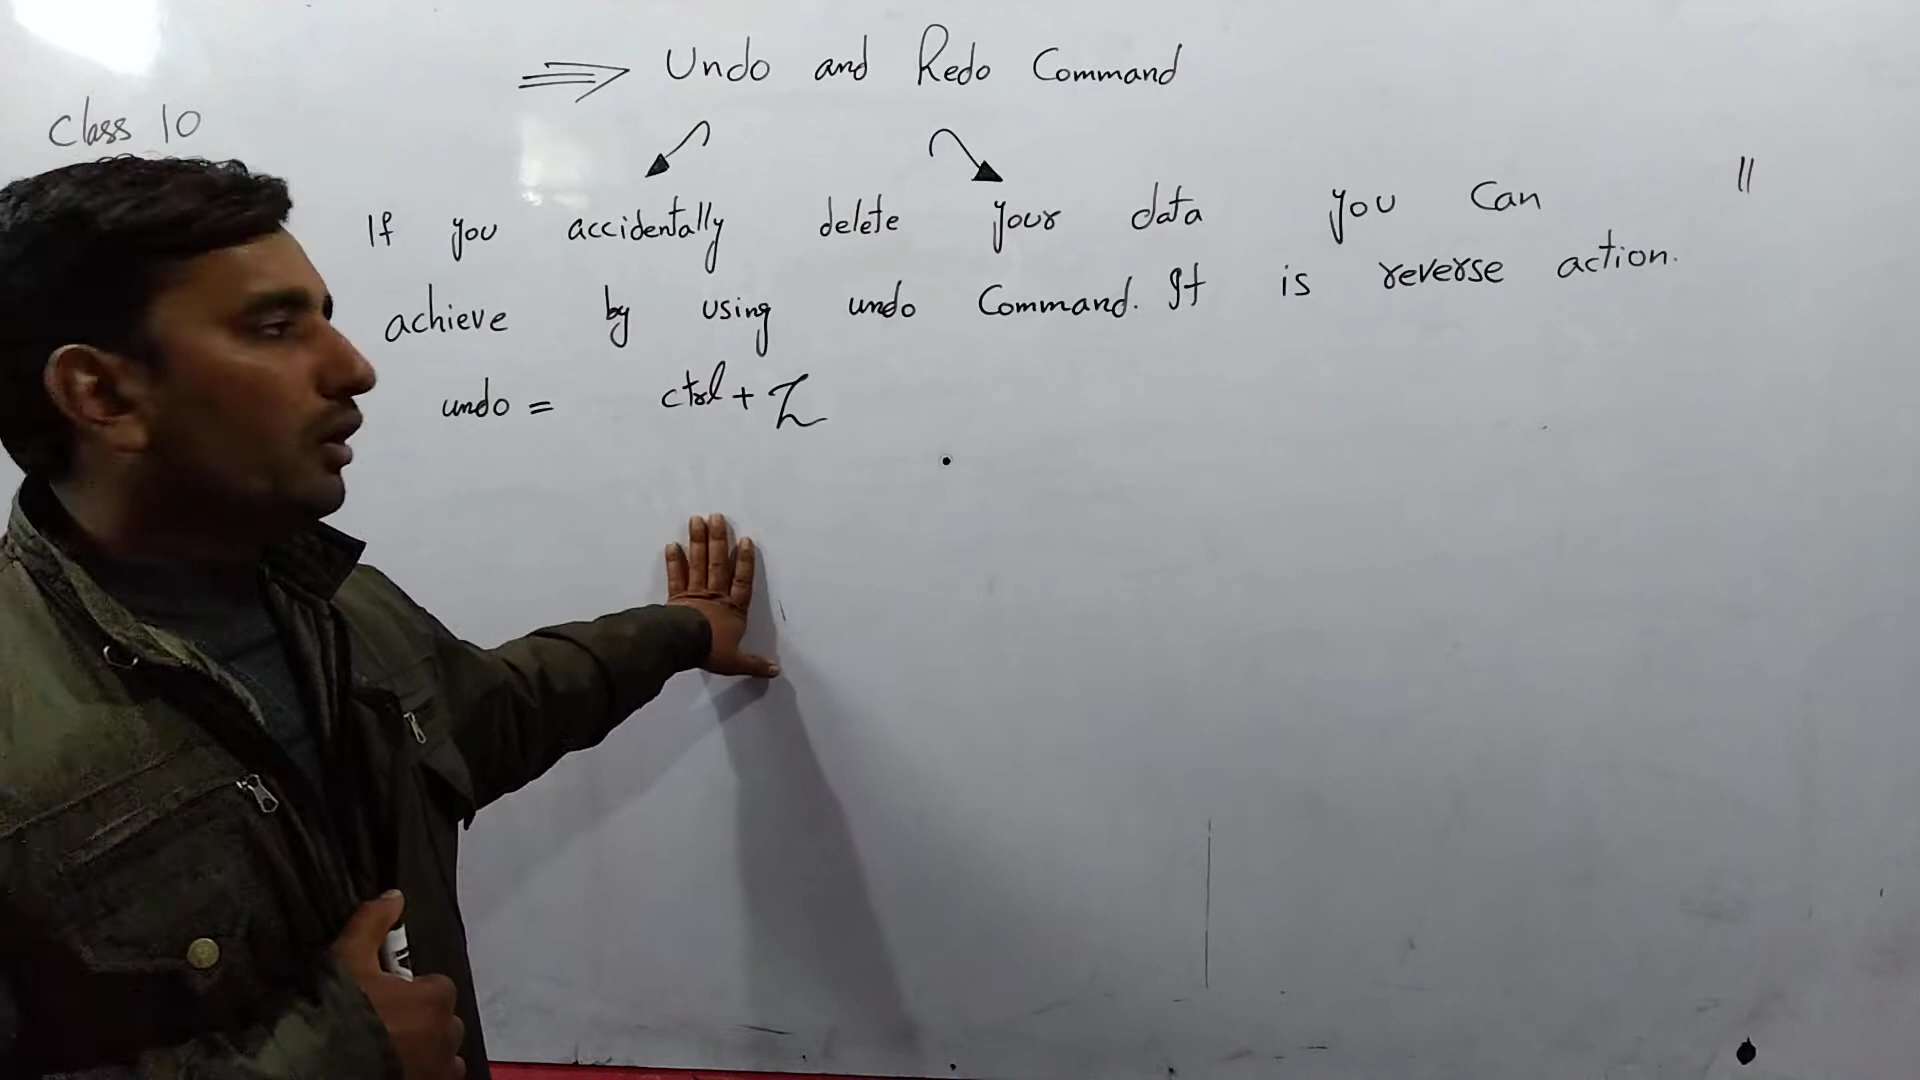 Undo and Redo Command
Class 10
If you accidentally delete your data you Can
achieve by using undo Command. It is reverse action.
undo = ctrl + Z